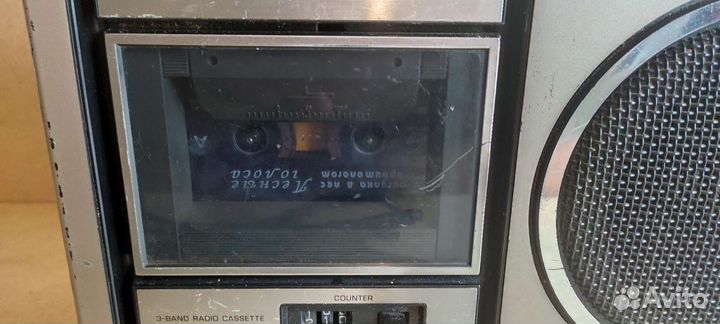 A
Лесные
голоса
Прогулка в лес
с орнитологом
COUNTER
3-BAND RADIO CASSETTE
Avito